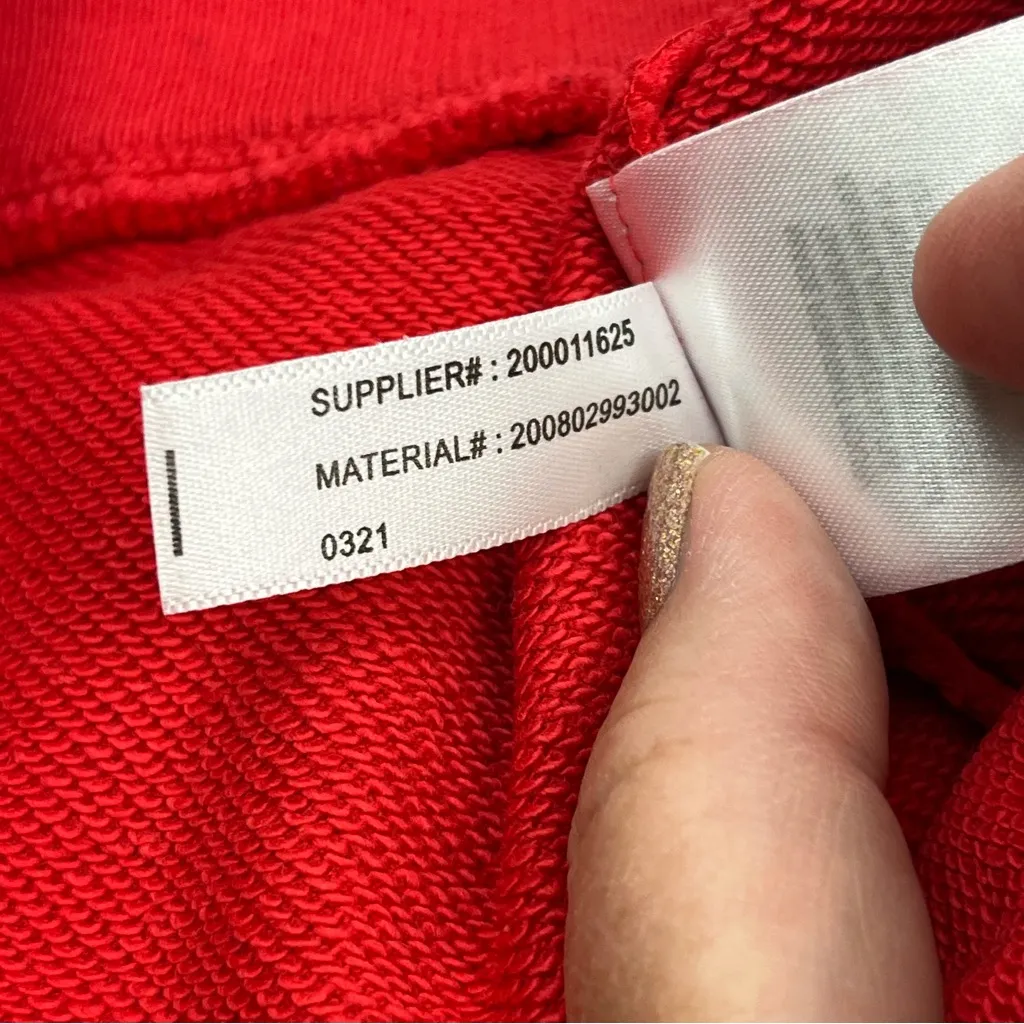 SUPPLIER# : 200011625
MATERIAL# : 200802993002
0321